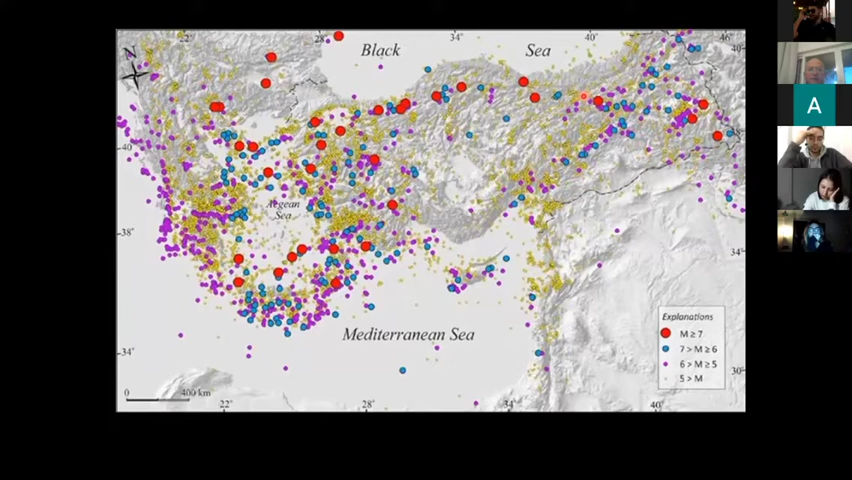 22°
28°
34°
40°
46°
Black Sea
N
40°
40°
Aegean
Sea
38°
34°
Mediterranean Sea
Explanations
M ≥ 7
7 > M ≥ 6
6 > M ≥ 5
5 > M
34°
30°
0 400 km
22°
28°
34°
40°
A